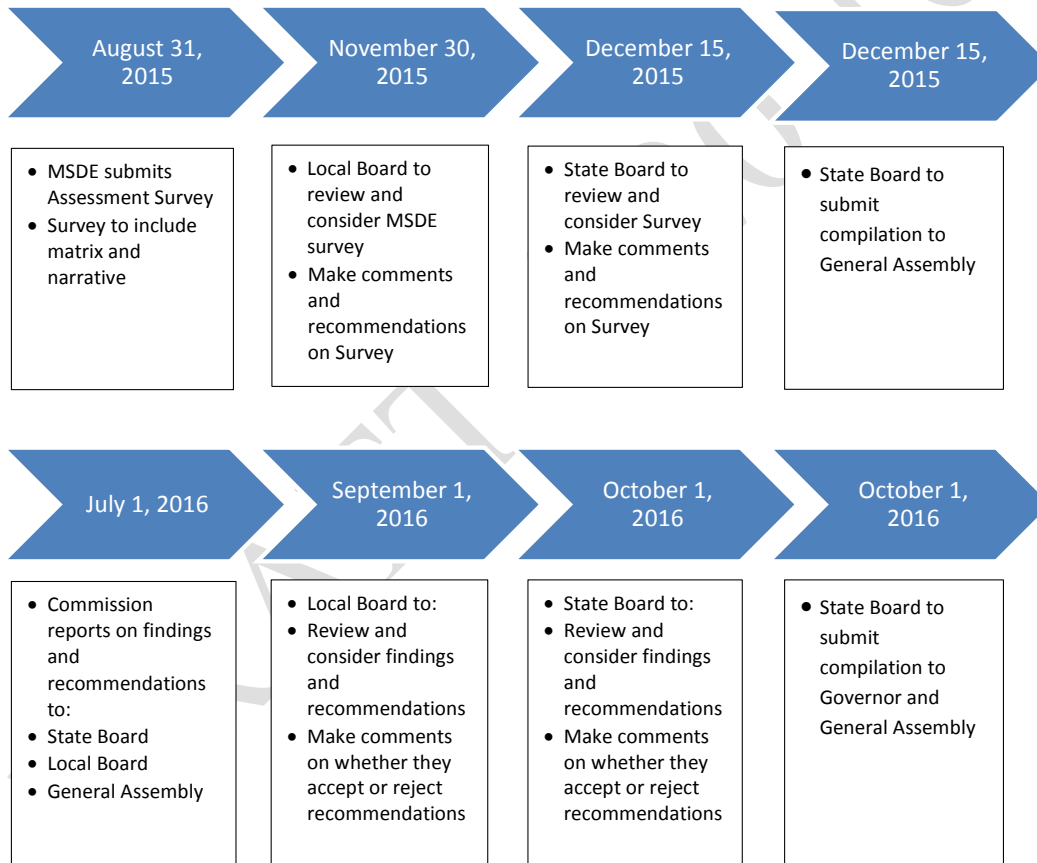 August 31,
2015
November 30,
2015
December 15,
2015
December 15,
2015
• MSDE submits
Assessment Survey
• Survey to include
matrix and
narrative
• Local Board to
review and
consider MSDE
survey
• Make comments
and
recommendations
on Survey
• State Board to
review and
consider Survey
• Make comments
and
recommendations
on Survey
• State Board to
submit
compilation to
General Assembly
July 1, 2016
September 1,
2016
October 1,
2016
October 1,
2016
• Commission
reports on findings
and
recommendations
to:
• State Board
• Local Board
• General Assembly
• Local Board to:
• Review and
consider findings
and
recommendations
• Make comments
on whether they
accept or reject
recommendations
• State Board to:
• Review and
consider findings
and
recommendations
• Make comments
on whether they
accept or reject
recommendations
• State Board to
submit
compilation to
Governor and
General Assembly